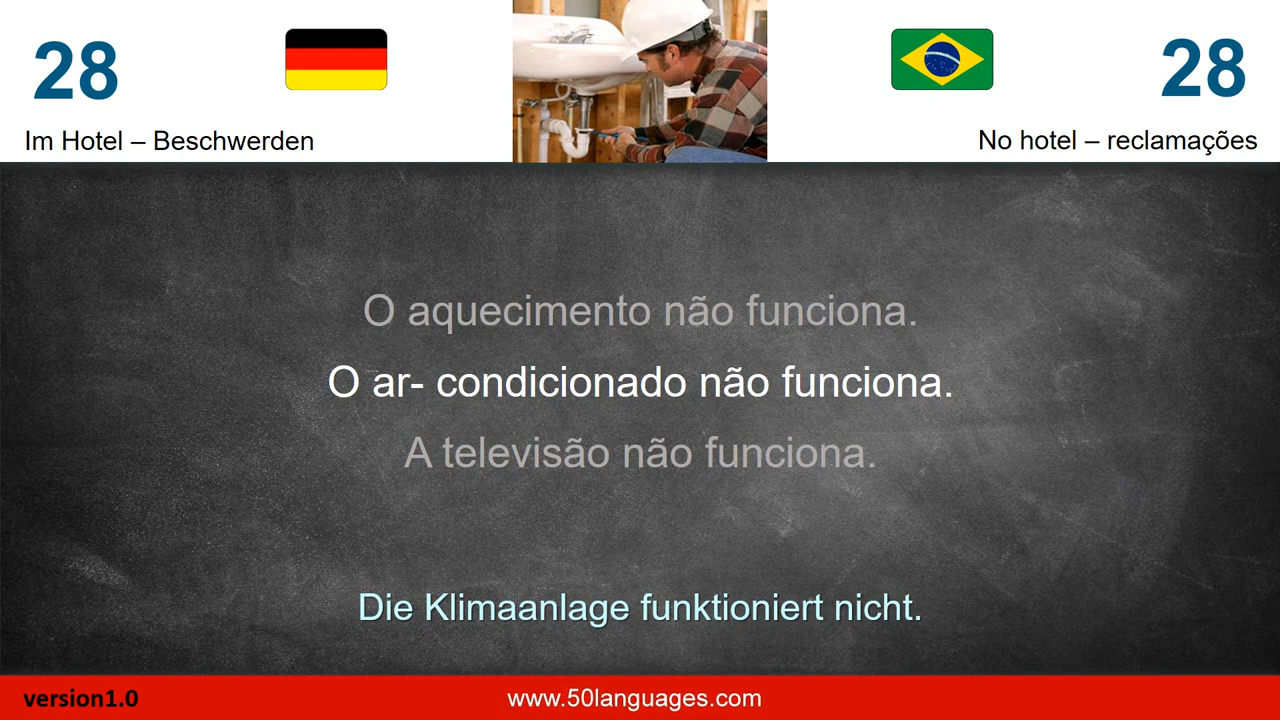 28
28
Im Hotel – Beschwerden
No hotel – reclamações
O aquecimento não funciona.
O ar- condicionado não funciona.
A televisão não funciona.
Die Klimaanlage funktioniert nicht.
version1.0
www.50languages.com